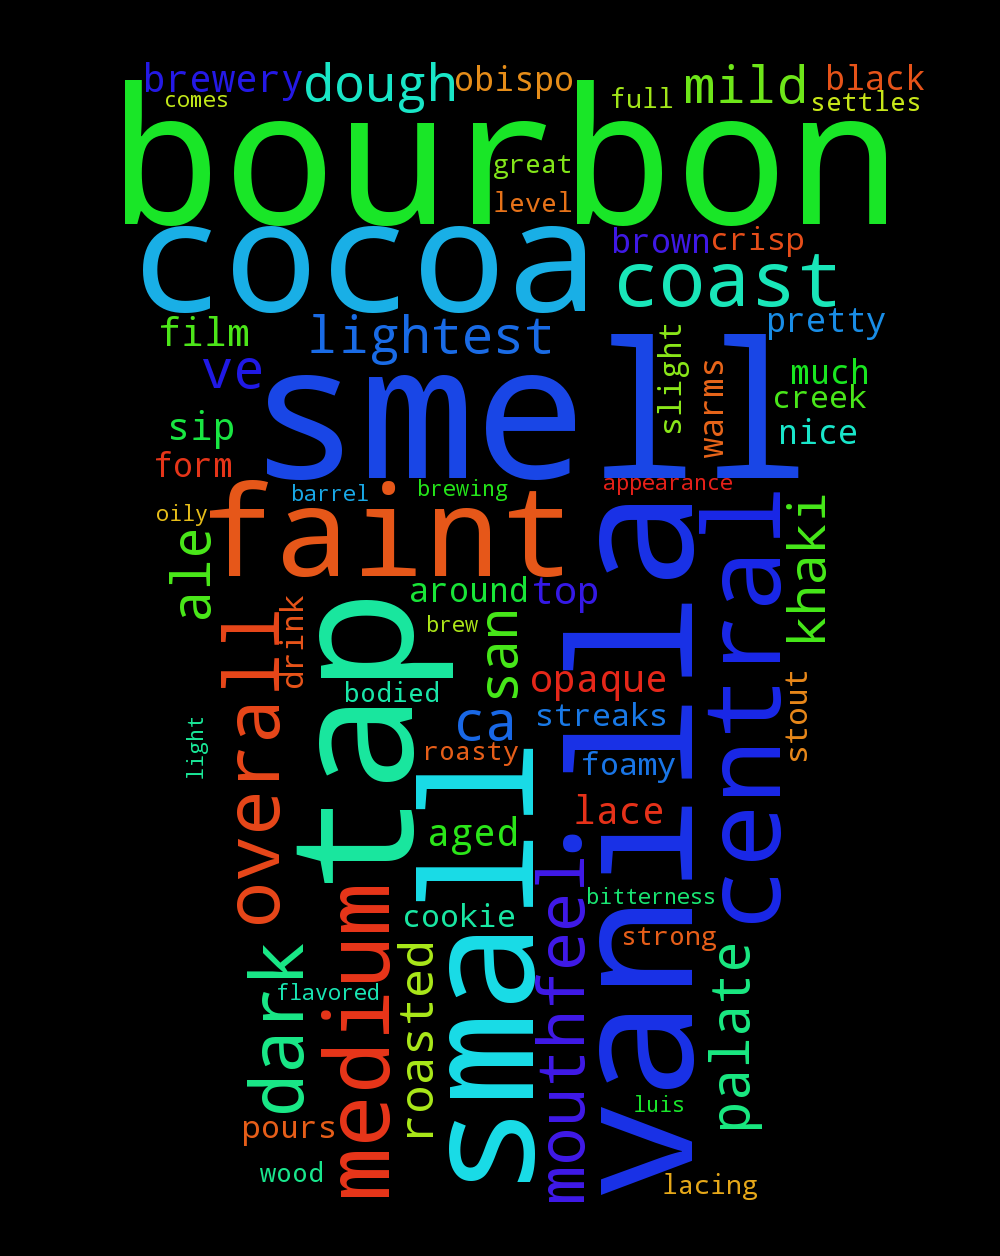 brewery
dough
obispo
mild
black
comes
full
settles
bourbon
great
level
cocoa
brown
crisp
coast
film
lightest
pretty
ve
smell
slight
warms
much
creek
sip
nice
form
barrel
brewing
appearance
oily
faint
ale
vanilla
central
khaki
around
top
overall
drink
tap
brew
san
bodied
opaque
stout
light
ca
streaks
roasty
foamy
small
aged
lace
mouthfeel
medium
cookie
bitterness
strong
dark
roasted
palate
flavored
luis
pours
wood
lacing